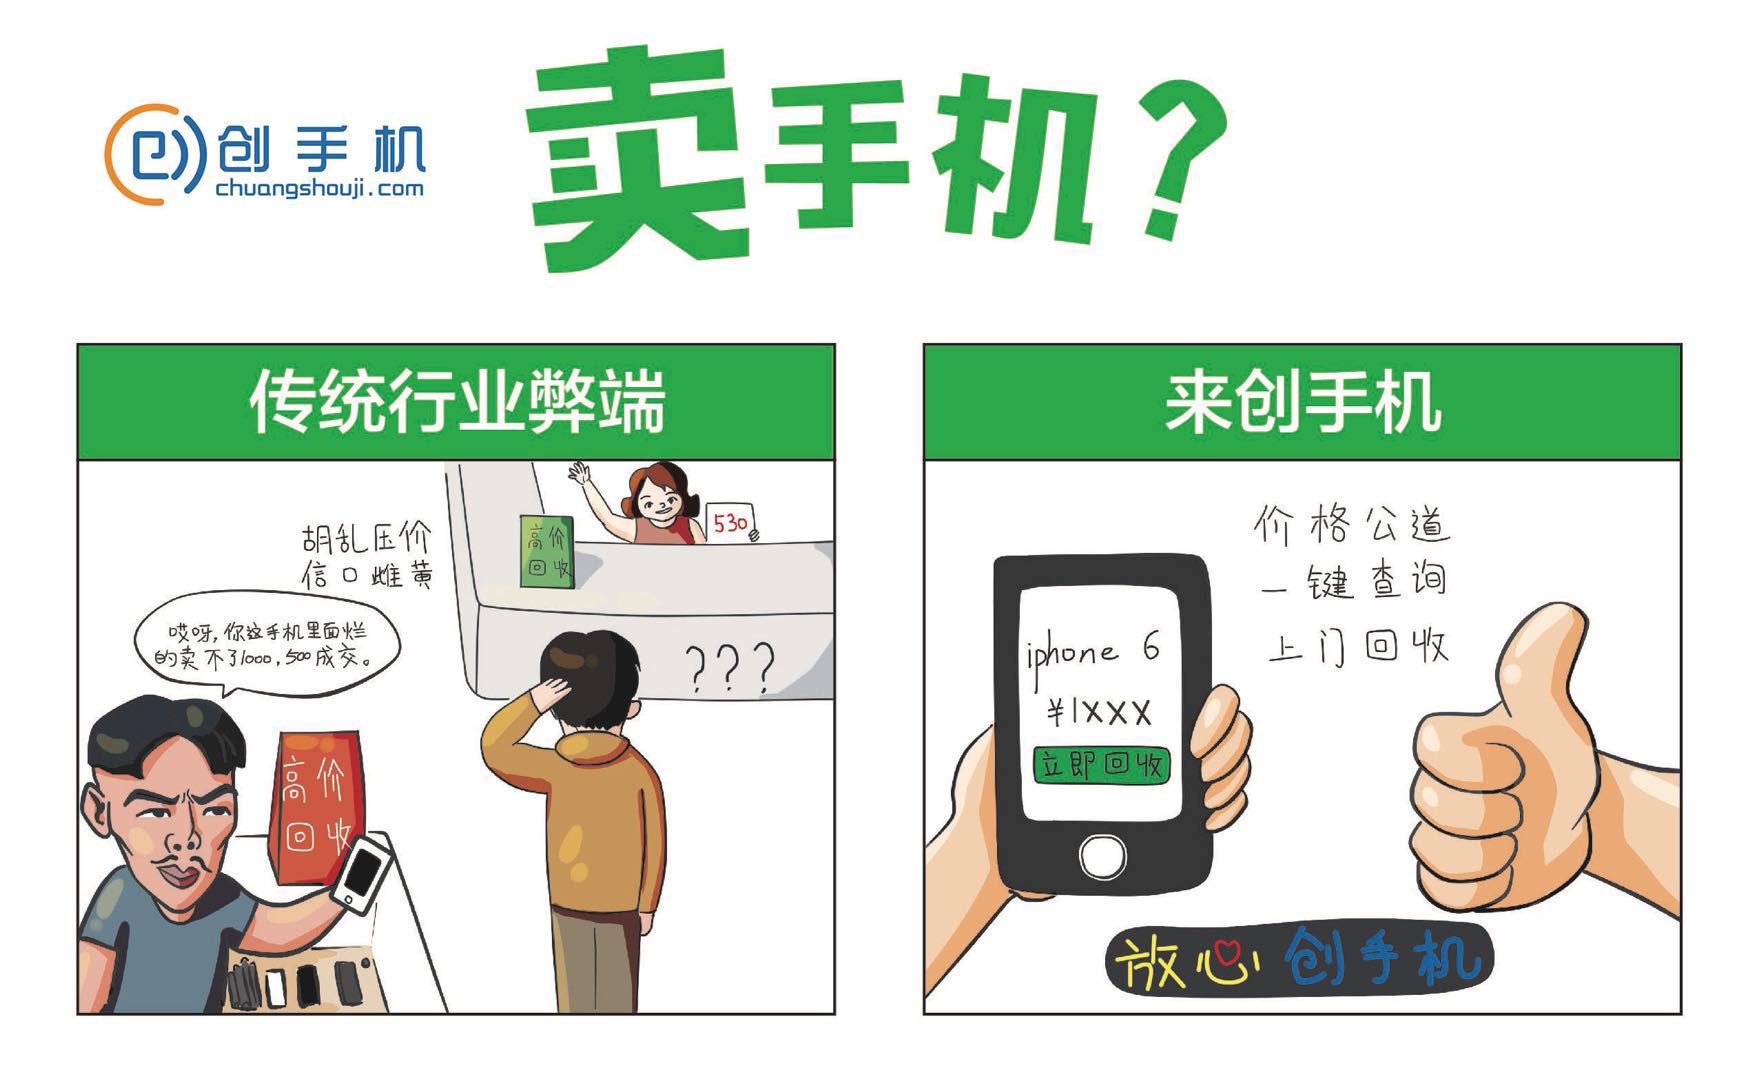 创手机
chuangshouji.com
卖手机?
传统行业弊端
胡乱压价
信口雌黄
哎呀,你这手机里面烂
的卖不了1000,500成交。
高价
回收
高价
回收
530
???
来创手机
价格公道
一键查询
上门回收
iphone 6
¥1XXX
立即回收
放心创手机